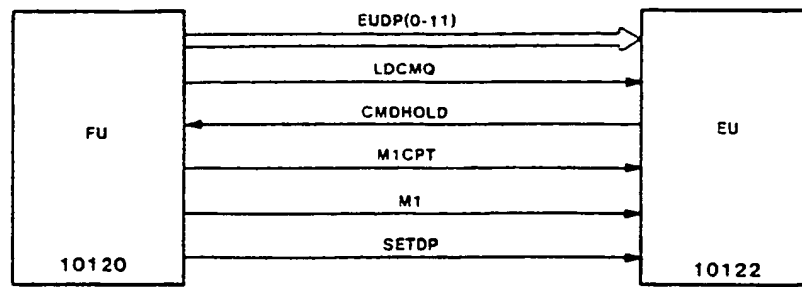 EUDP(0-11)
LDCMQ
CMDHOLD
FU
EU
M1CPT
M1
SETDP
10120
10122